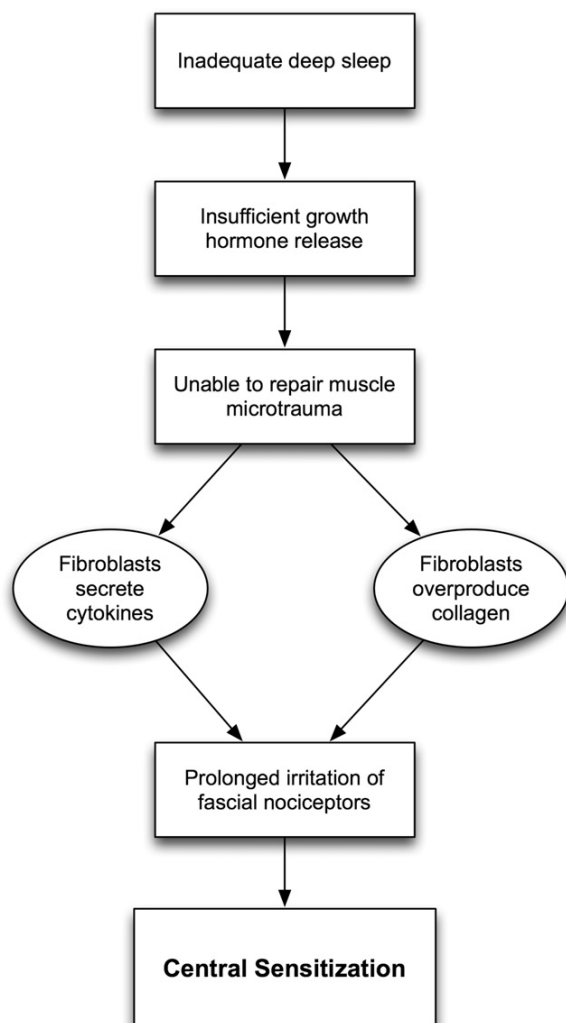 Inadequate deep sleep
Insufficient growth
hormone release
Unable to repair muscle
microtrauma
Fibroblasts
secrete
cytokines
Fibroblasts
overproduce
collagen
Prolonged irritation of
fascial nociceptors
Central Sensitization